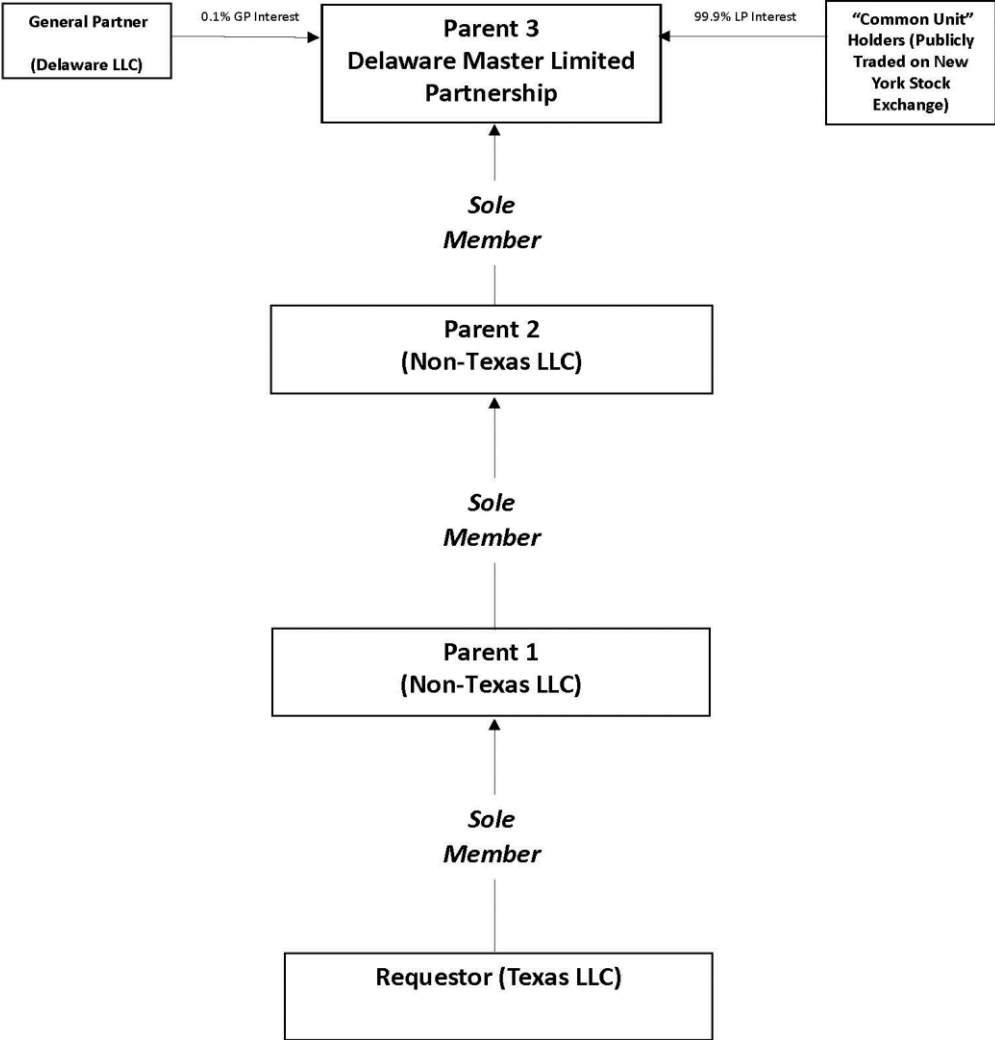 General Partner
(Delaware LLC)
0.1% GP Interest
Parent 3
Delaware Master Limited
Partnership
99.9% LP Interest
“Common Unit”
Holders (Publicly
Traded on New
York Stock
Exchange)
Sole
Member
Parent 2
(Non-Texas LLC)
Sole
Member
Parent 1
(Non-Texas LLC)
Sole
Member
Requestor (Texas LLC)